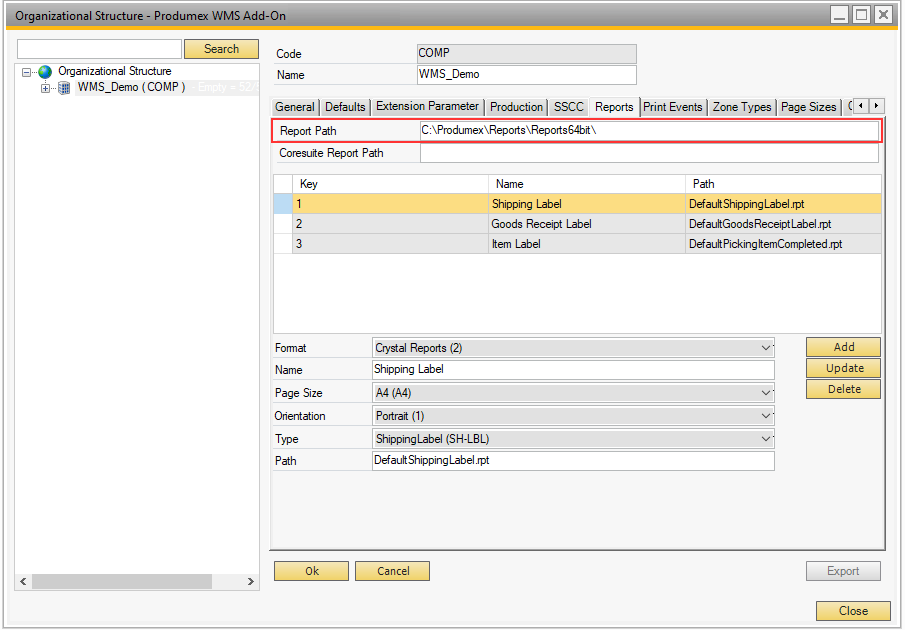 Organizational Structure - Produmex WMS Add-On
Search
Organizational Structure
WMS_Demo ( COMP ) - Empty = 52/
Code COMP
Name WMS_Demo
General Defaults Extension Parameter Production SSCC Reports Print Events Zone Types Page Sizes
Report Path C:\Produmex\Reports\Reports64bit\
Coresuite Report Path
Key Name Path
1 Shipping Label DefaultShippingLabel.rpt
2 Goods Receipt Label DefaultGoodsReceiptLabel.rpt
3 Item Label DefaultPickingItemCompleted.rpt
Format Crystal Reports (2) Add
Name Shipping Label Update
Page Size A4 (A4) Delete
Orientation Portrait (1)
Type ShippingLabel (SH-LBL)
Path DefaultShippingLabel.rpt
Ok Cancel Export
Close